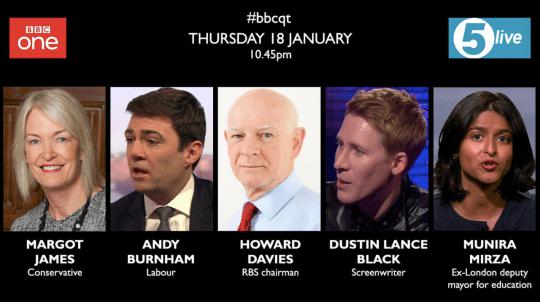 #bbcqt
BBC
one
THURSDAY 18 JANUARY
10.45pm
BBC
5 live
MARGOT
JAMES
Conservative
ANDY
BURNHAM
Labour
HOWARD
DAVIES
RBS chairman
DUSTIN LANCE
BLACK
Screenwriter
MUNIRA
MIRZA
Ex-London deputy
mayor for education